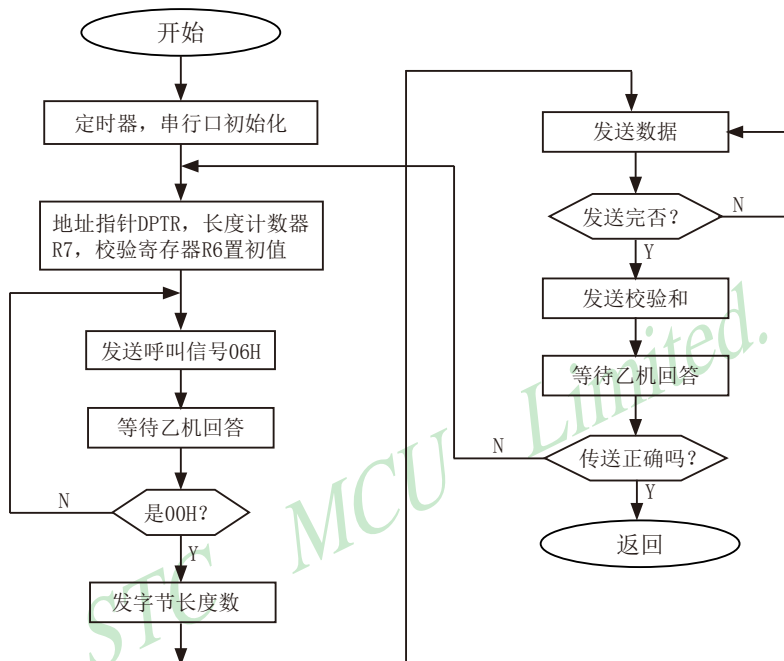 开始
定时器，串行口初始化
地址指针DPTR，长度计数器
R7，校验寄存器R6置初值
发送呼叫信号06H
等待乙机回答
是00H？
N
Y
发字节长度数
发送数据
发送完否？
N
Y
发送校验和
等待乙机回答
传送正确吗？
N
Y
返回
STC MCU Limited.